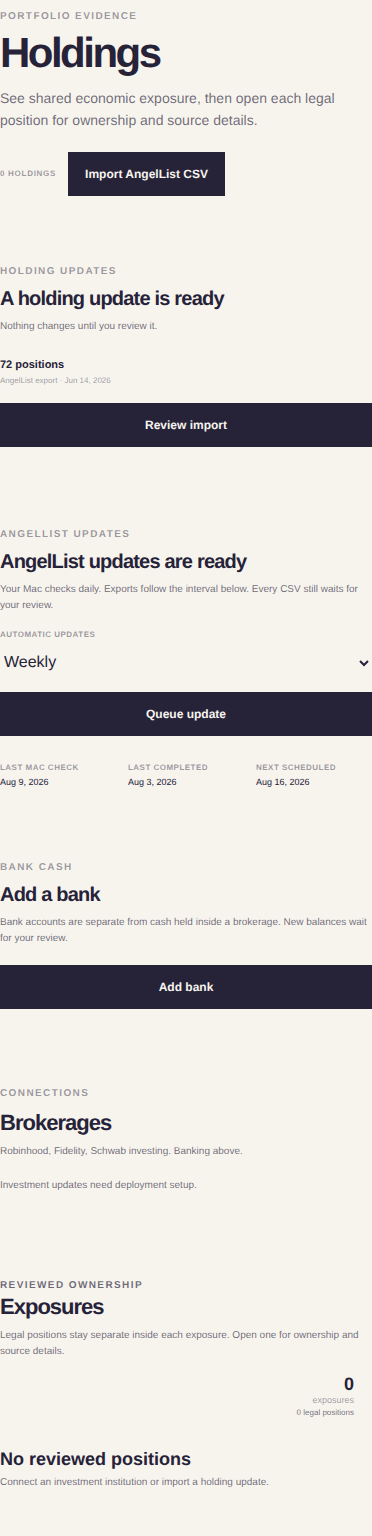 PORTFOLIO EVIDENCE
Holdings
See shared economic exposure, then open each legal
position for ownership and source details.
0 HOLDINGS
Import AngelList CSV
HOLDING UPDATES
A holding update is ready
Nothing changes until you review it.
72 positions
AngelList export · Jun 14, 2026
Review import
ANGELLIST UPDATES
AngelList updates are ready
Your Mac checks daily. Exports follow the interval below. Every CSV still waits for
your review.
AUTOMATIC UPDATES
Weekly
Queue update
LAST MAC CHECK
Aug 9, 2026
LAST COMPLETED
Aug 3, 2026
NEXT SCHEDULED
Aug 16, 2026
BANK CASH
Add a bank
Bank accounts are separate from cash held inside a brokerage. New balances wait
for your review.
Add bank
CONNECTIONS
Brokerages
Robinhood, Fidelity, Schwab investing. Banking above.
Investment updates need deployment setup.
REVIEWED OWNERSHIP
Exposures
Legal positions stay separate inside each exposure. Open one for ownership and
source details.
0
exposures
0 legal positions
No reviewed positions
Connect an investment institution or import a holding update.